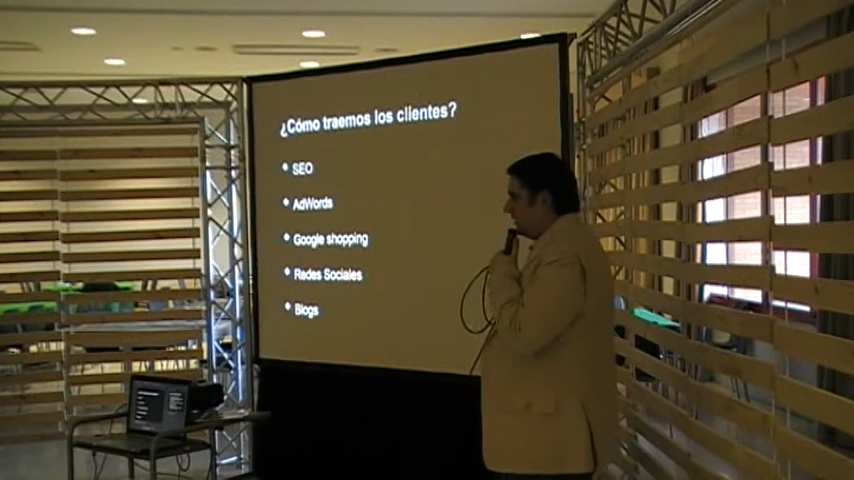 ¿Cómo traemos los clientes?
SEO
AdWords
Google shopping
Redes Sociales
Blogs